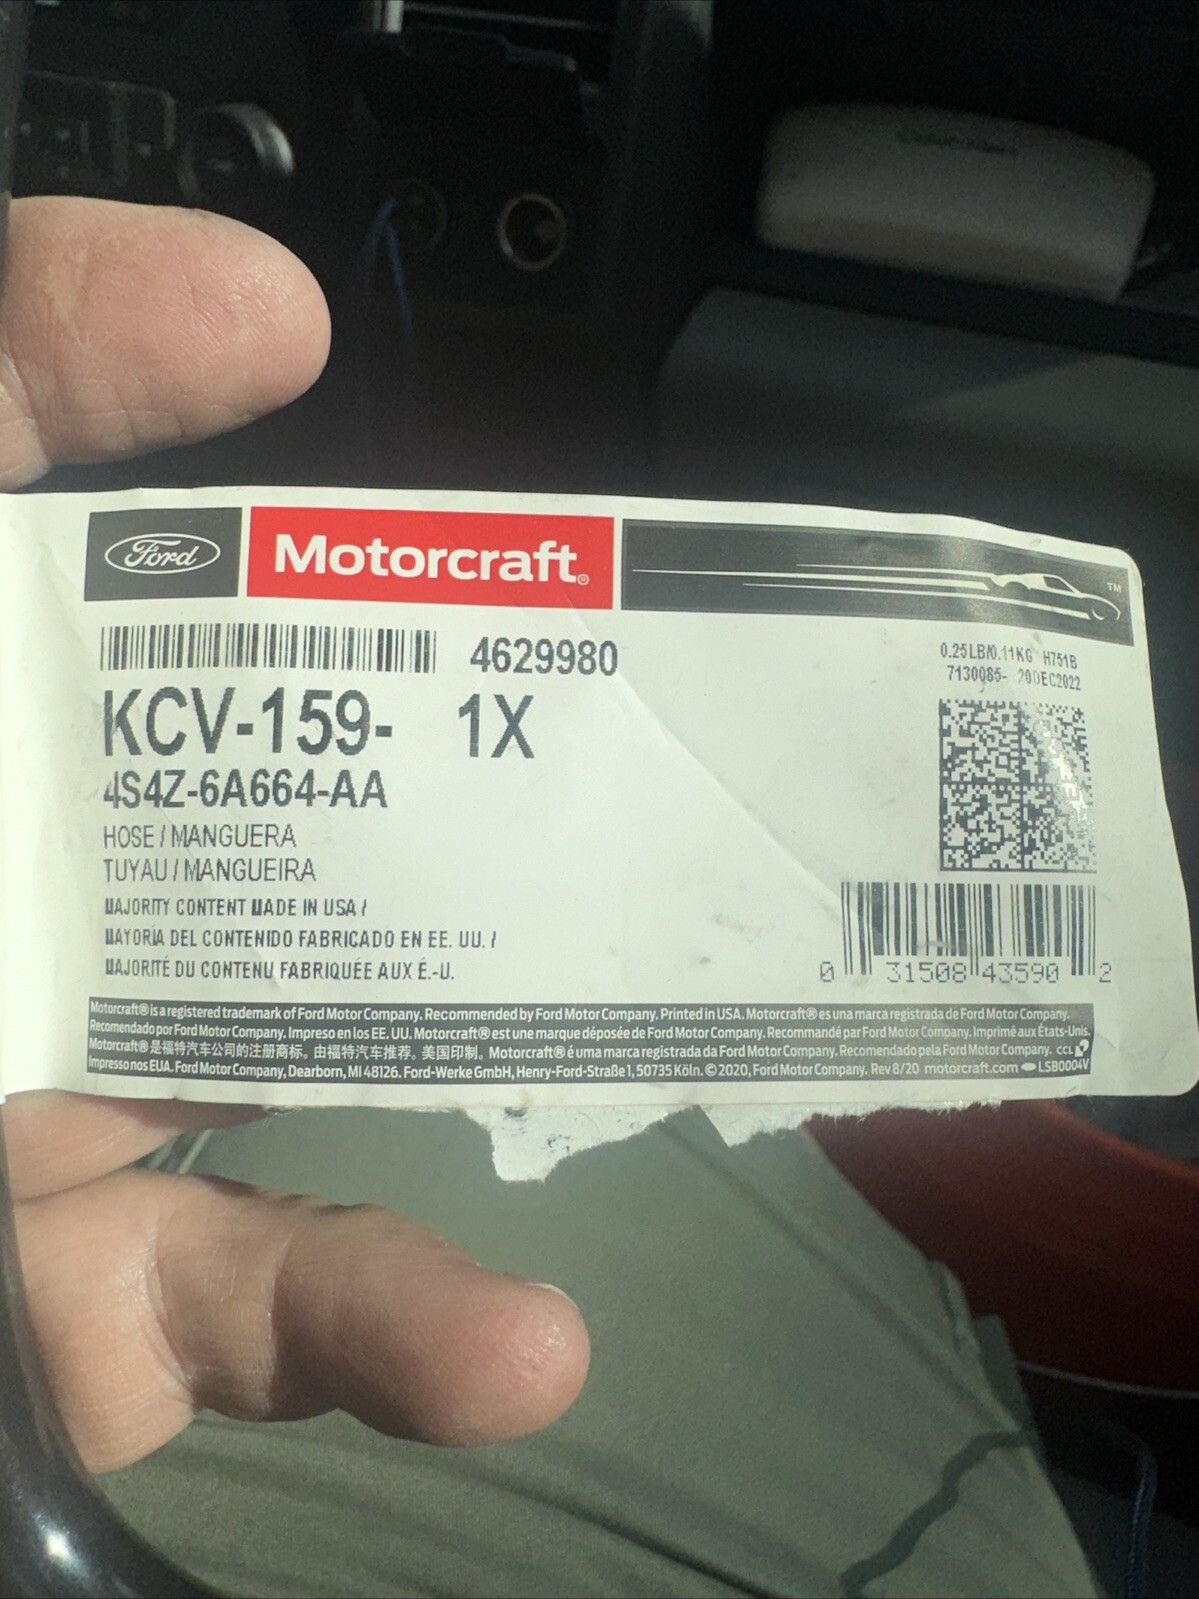 Ford
Motorcraft®
TM
4629980
0.25LB/0.11KG H751B
7130085- 20DEC2022
KCV-159- 1X
4S4Z-6A664-AA
HOSE / MANGUERA
TUYAU / MANGUEIRA
MAJORITY CONTENT MADE IN USA /
MAYORIA DEL CONTENIDO FABRICADO EN EE. UU. /
MAJORITÉ DU CONTENU FABRIQUÉE AUX É.-U.
0 31508 43590 2
Motorcraft® is a registered trademark of Ford Motor Company. Recommended by Ford Motor Company. Printed in USA. Motorcraft® es una marca registrada de Ford Motor Company.
Recomendado por Ford Motor Company. Impreso en los EE. UU. Motorcraft® est une marque déposée de Ford Motor Company. Recommandé par Ford Motor Company. Imprimé aux États-Unis.
Motorcraft® 是福特汽车公司的注册商标。由福特汽车推荐。美国印制。Motorcraft® é uma marca registrada da Ford Motor Company. Recomendado pela Ford Motor Company. CCL
Impresso nos EUA. Ford Motor Company, Dearborn, MI 48126. Ford-Werke GmbH, Henry-Ford-Straße 1, 50735 Köln. © 2020, Ford Motor Company. Rev 8/20 motorcraft.com LSB0004V